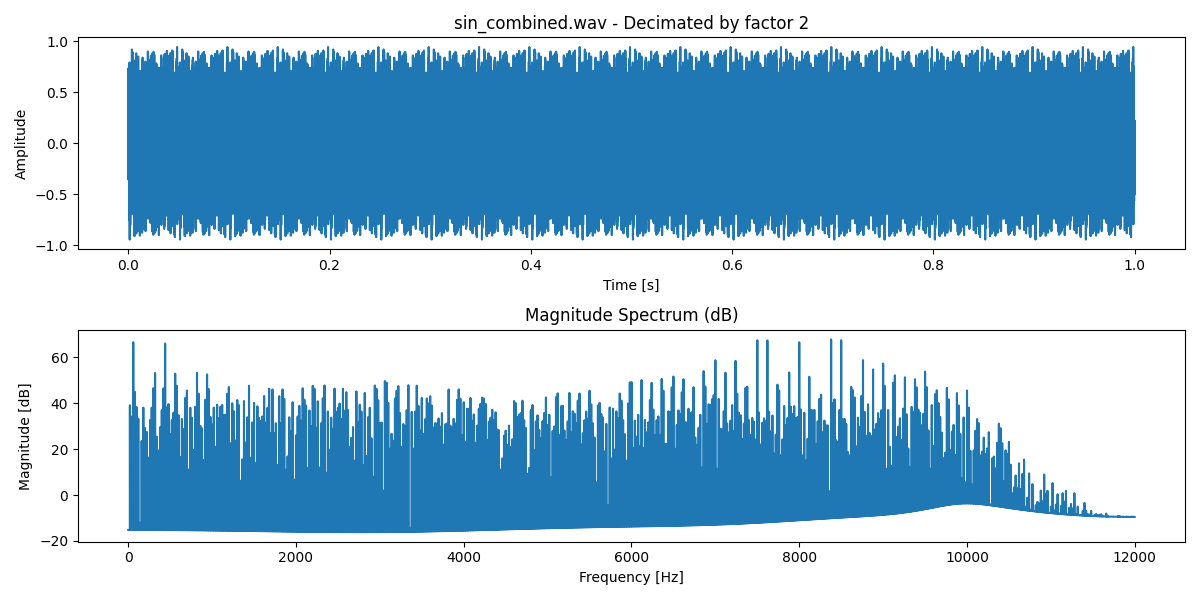 sin_combined.wav - Decimated by factor 2
1.0
0.5
0.0
−0.5
−1.0
Amplitude
0.0 0.2 0.4 0.6 0.8 1.0
Time [s]
Magnitude Spectrum (dB)
60
40
20
0
−20
Magnitude [dB]
0 2000 4000 6000 8000 10000 12000
Frequency [Hz]